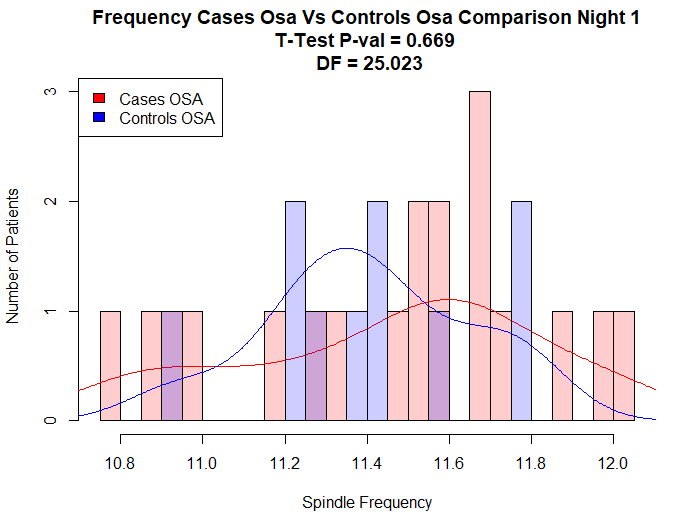 Frequency Cases Osa Vs Controls Osa Comparison Night 1
T-Test P-val = 0.669
DF = 25.023
Cases OSA
Controls OSA
Number of Patients
3
2
1
0
10.8 11.0 11.2 11.4 11.6 11.8 12.0
Spindle Frequency